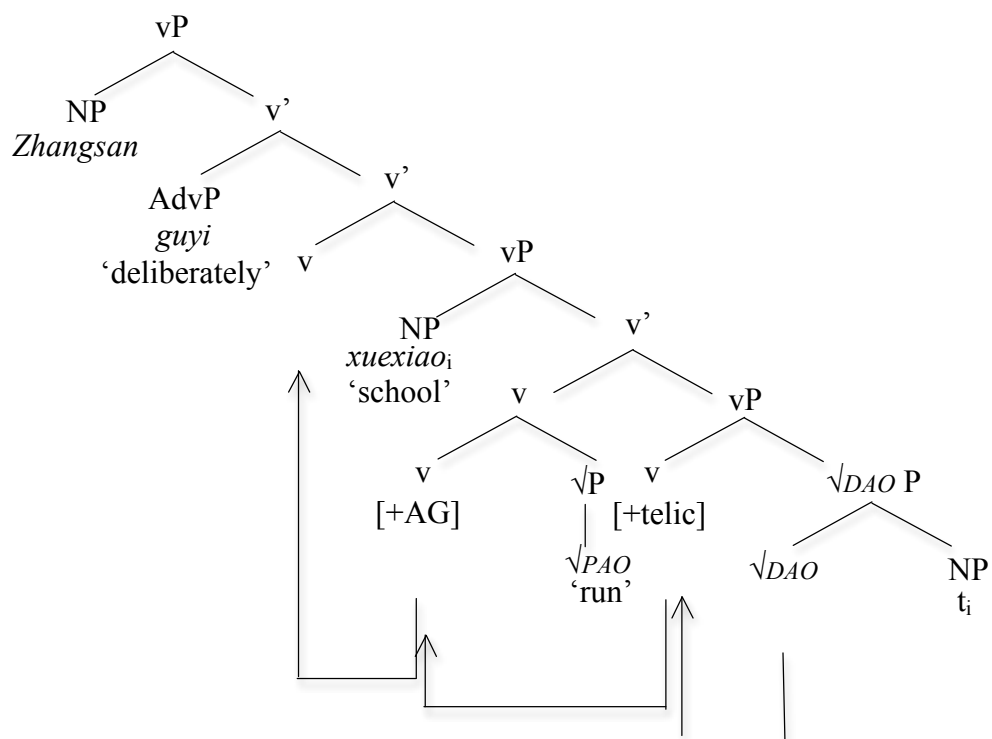 vP
NP
v’
Zhangsan
v’
AdvP
guyi
‘deliberately’
v
vP
NP
v’
xuexiaoi
‘school’
v
vP
v
√P
v
√DAO P
[+AG]
[+telic]
√PAO
√DAO
NP
‘run’
ti